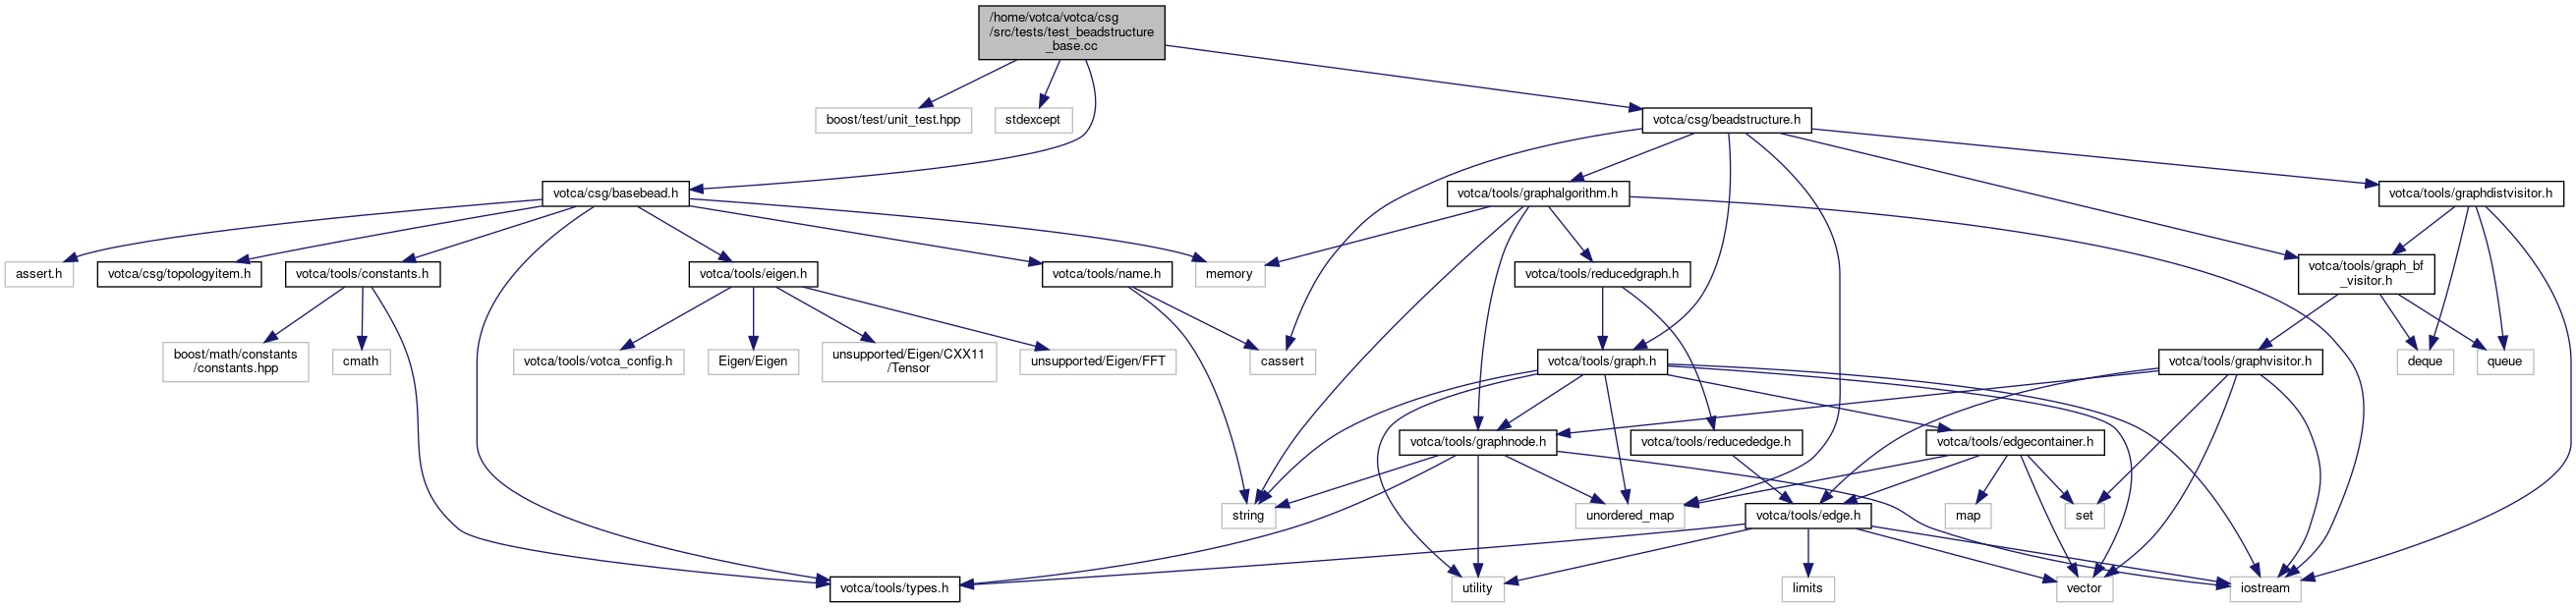 /home/votca/votca/csg
/src/tests/test_beadstructure
_base.cc
boost/test/unit_test.hpp
stdexcept
votca/csg/beadstructure.h
votca/csg/basebead.h
votca/tools/graphalgorithm.h
votca/tools/graphdistvisitor.h
assert.h
votca/csg/topologyitem.h
votca/tools/constants.h
votca/tools/eigen.h
votca/tools/name.h
memory
votca/tools/reducedgraph.h
votca/tools/graph_bf
_visitor.h
boost/math/constants
/constants.hpp
cmath
votca/tools/votca_config.h
Eigen/Eigen
unsupported/Eigen/CXX11
/Tensor
unsupported/Eigen/FFT
cassert
votca/tools/graph.h
votca/tools/graphvisitor.h
deque
queue
votca/tools/graphnode.h
votca/tools/reducededge.h
votca/tools/edgecontainer.h
string
unordered_map
votca/tools/edge.h
map
set
votca/tools/types.h
utility
limits
vector
iostream